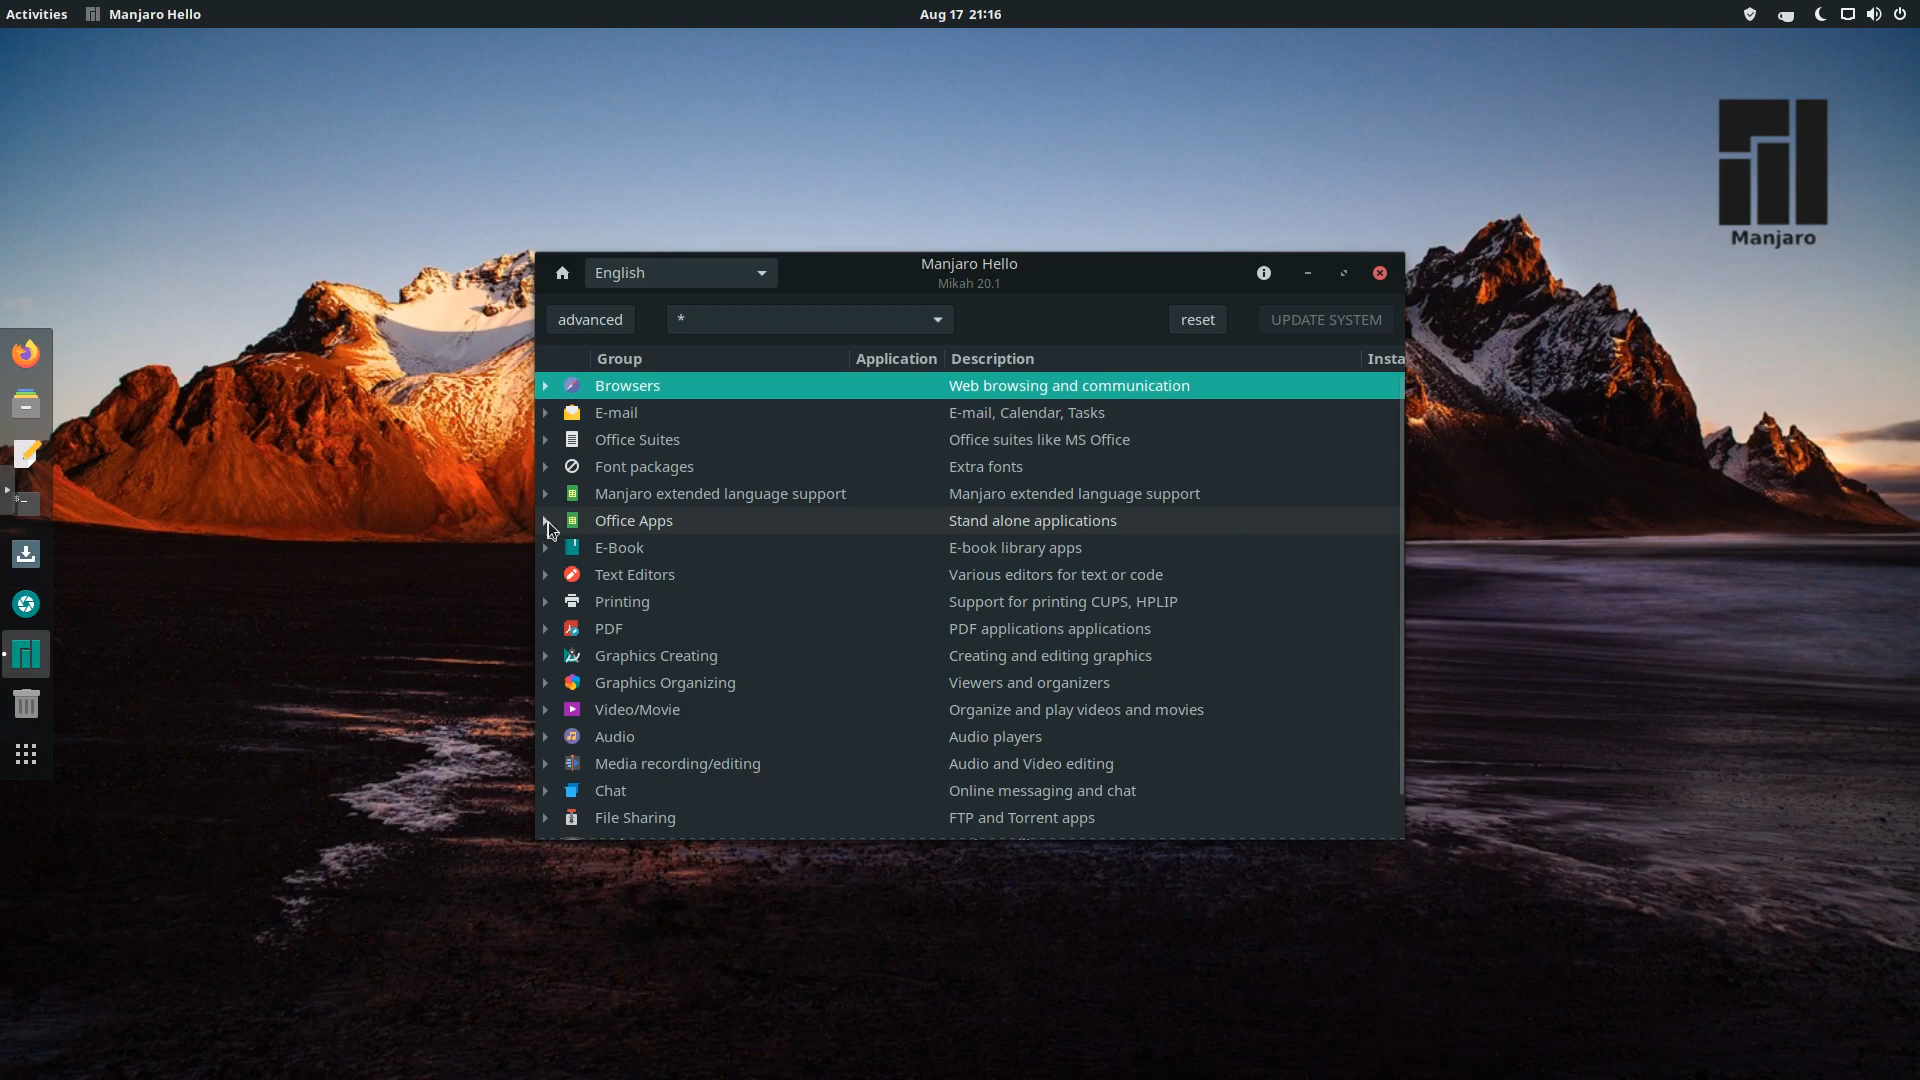 Activities Manjaro Hello Aug 17 21:16
Manjaro
English Manjaro Hello
Mikah 20.1
advanced * reset UPDATE SYSTEM
Group Application Description Insta
Browsers Web browsing and communication
E-mail E-mail, Calendar, Tasks
Office Suites Office suites like MS Office
Font packages Extra fonts
Manjaro extended language support Manjaro extended language support
Office Apps Stand alone applications
E-Book E-book library apps
Text Editors Various editors for text or code
Printing Support for printing CUPS, HPLIP
PDF PDF applications applications
Graphics Creating Creating and editing graphics
Graphics Organizing Viewers and organizers
Video/Movie Organize and play videos and movies
Audio Audio players
Media recording/editing Audio and Video editing
Chat Online messaging and chat
File Sharing FTP and Torrent apps